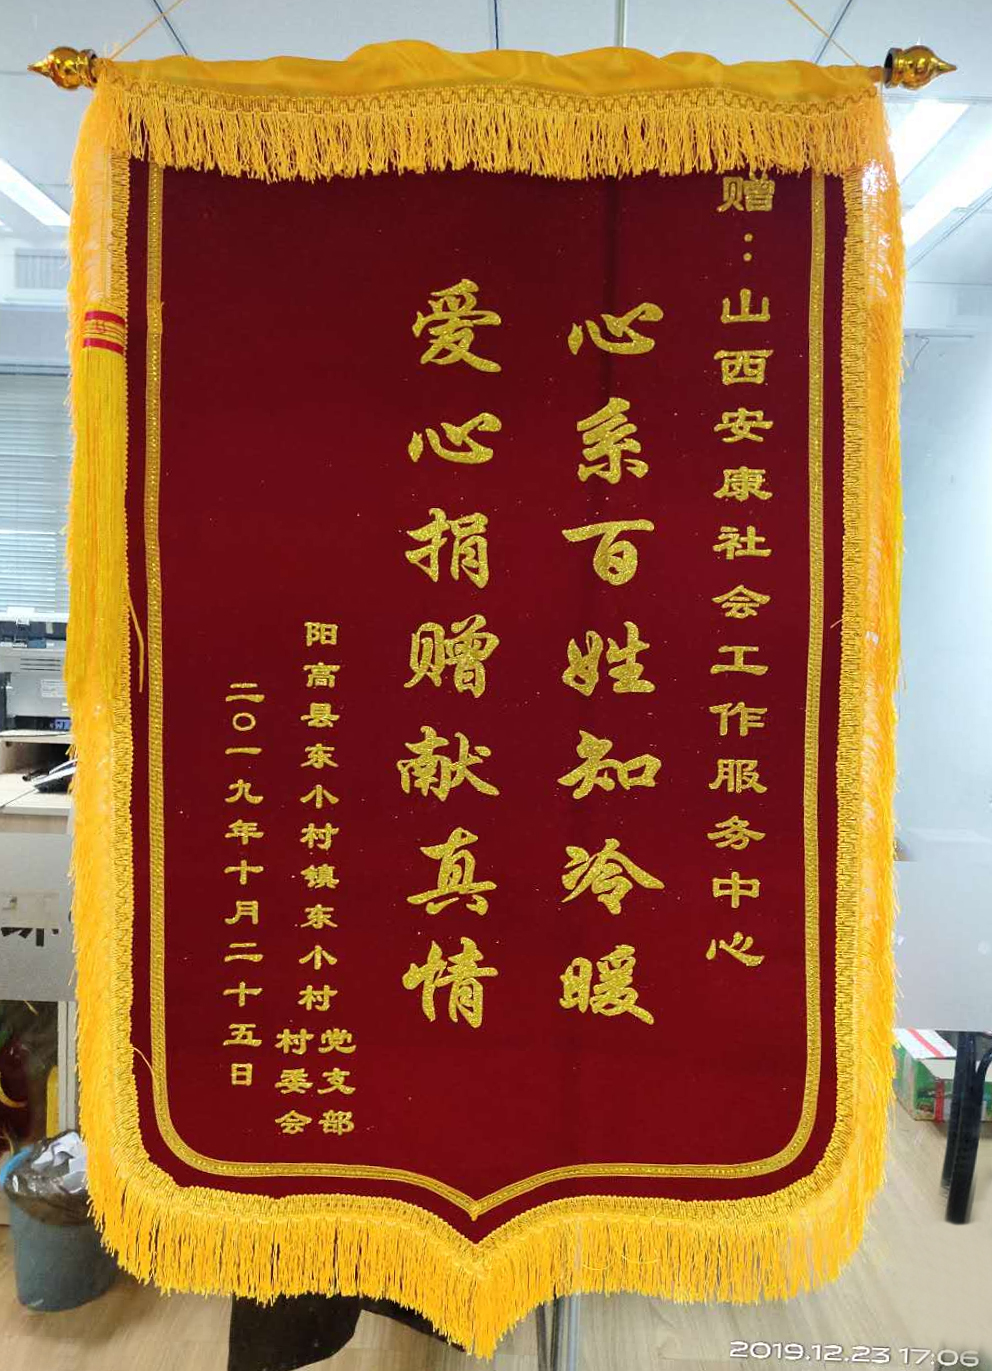 赠：山西安康社会工作服务中心
心系百姓知冷暖
爱心捐赠献真情
阳高县东小村镇东小村
党支部
村委会
二〇一九年十月二十五日
2019.12.23 17:06